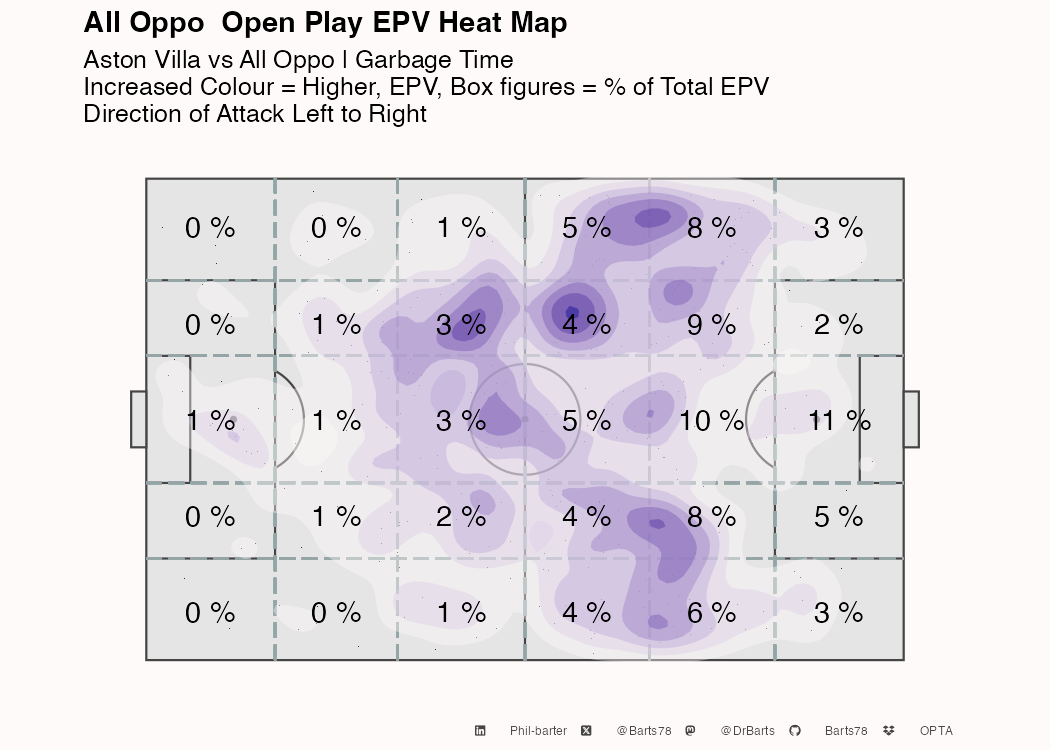 All Oppo  Open Play EPV Heat Map
Aston Villa vs All Oppo | Garbage Time
Increased Colour = Higher, EPV, Box figures = % of Total EPV
Direction of Attack Left to Right
0 % 0 % 1 % 5 % 8 % 3 %
0 % 1 % 3 % 4 % 9 % 2 %
1 % 1 % 3 % 5 % 10 % 11 %
0 % 1 % 2 % 4 % 8 % 5 %
0 % 0 % 1 % 4 % 6 % 3 %
Phil-barter @Barts78 @DrBarts Barts78 OPTA